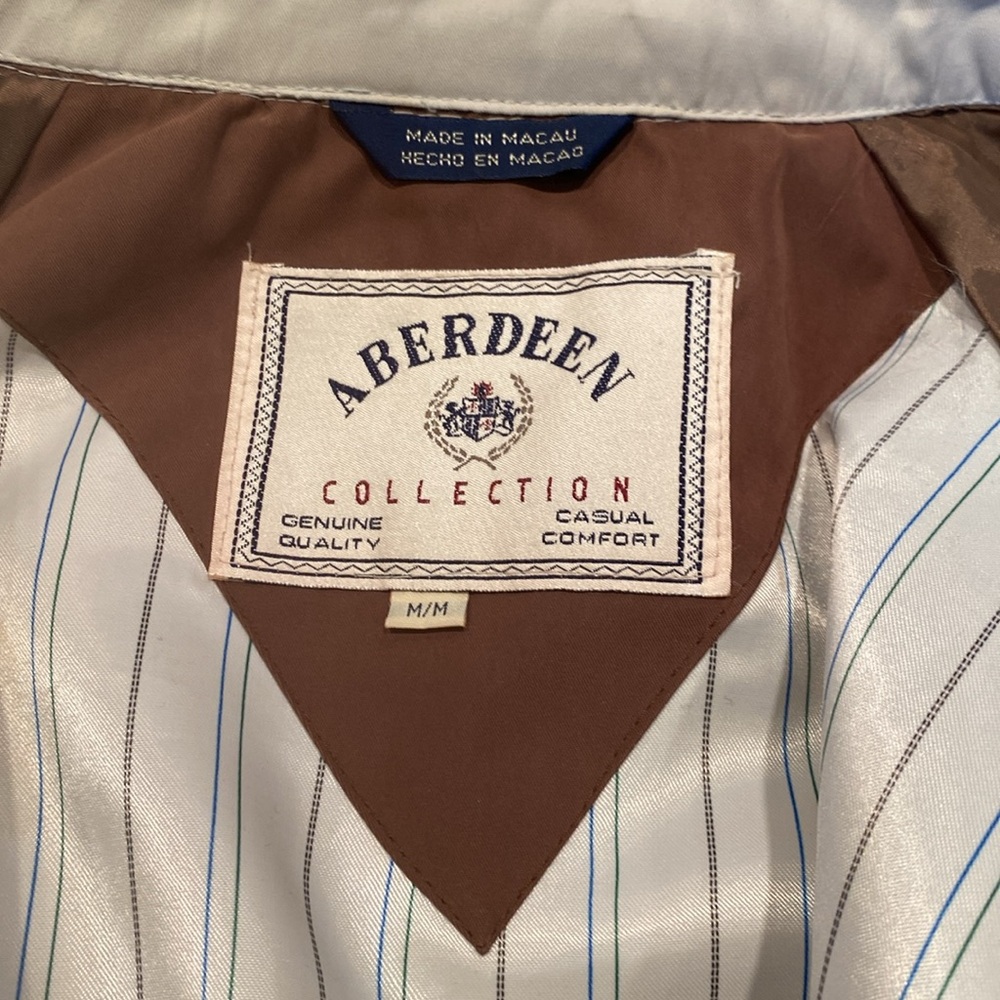 MADE IN MACAU
HECHO EN MACAO
ABERDEEN
COLLECTION
GENUINE
QUALITY
CASUAL
COMFORT
M/M